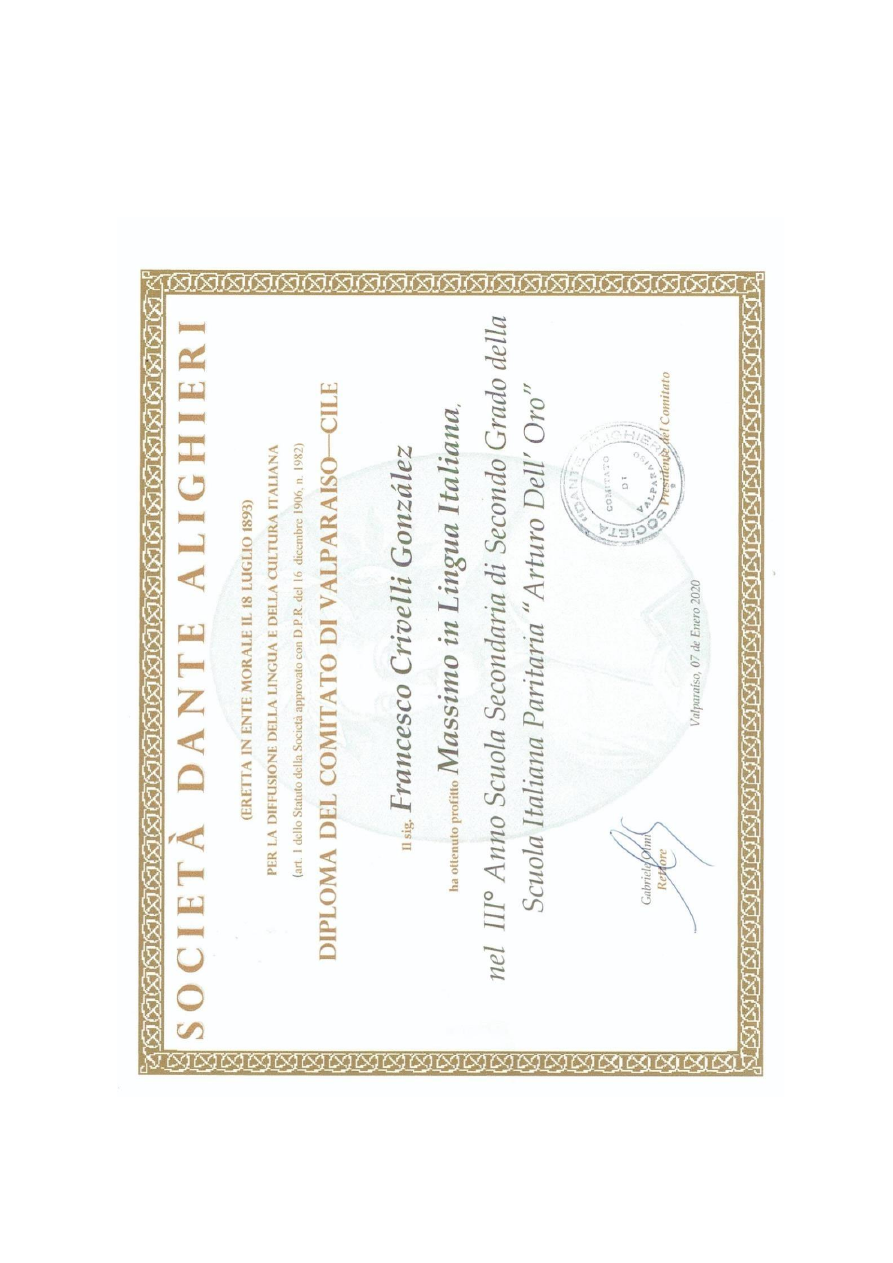 SOCIETÀ DANTE ALIGHIERI
(ERETTA IN ENTE MORALE IL 18 LUGLIO 1893)
PER LA DIFFUSIONE DELLA LINGUA E DELLA CULTURA ITALIANA
(art. 1 dello Statuto della Società approvato con D.P.R. del 16 dicembre 1906, n. 1982)
DIPLOMA DEL COMITATO DI VALPARAISO—CILE
Il sig. Francesco Crivelli González
ha ottenuto profitto Massimo in Lingua Italiana,
nel IIIº Anno Scuola Secondaria di Secondo Grado della
Scuola Italiana Paritaria “Arturo Dell’ Oro”
SOCIETA "DANTE ALIGHIERI"
COMITATO
DI
VALPARAISO
Gabriele Olmi
Rettore
Presidente del Comitato
Valparaiso, 07 de Enero 2020